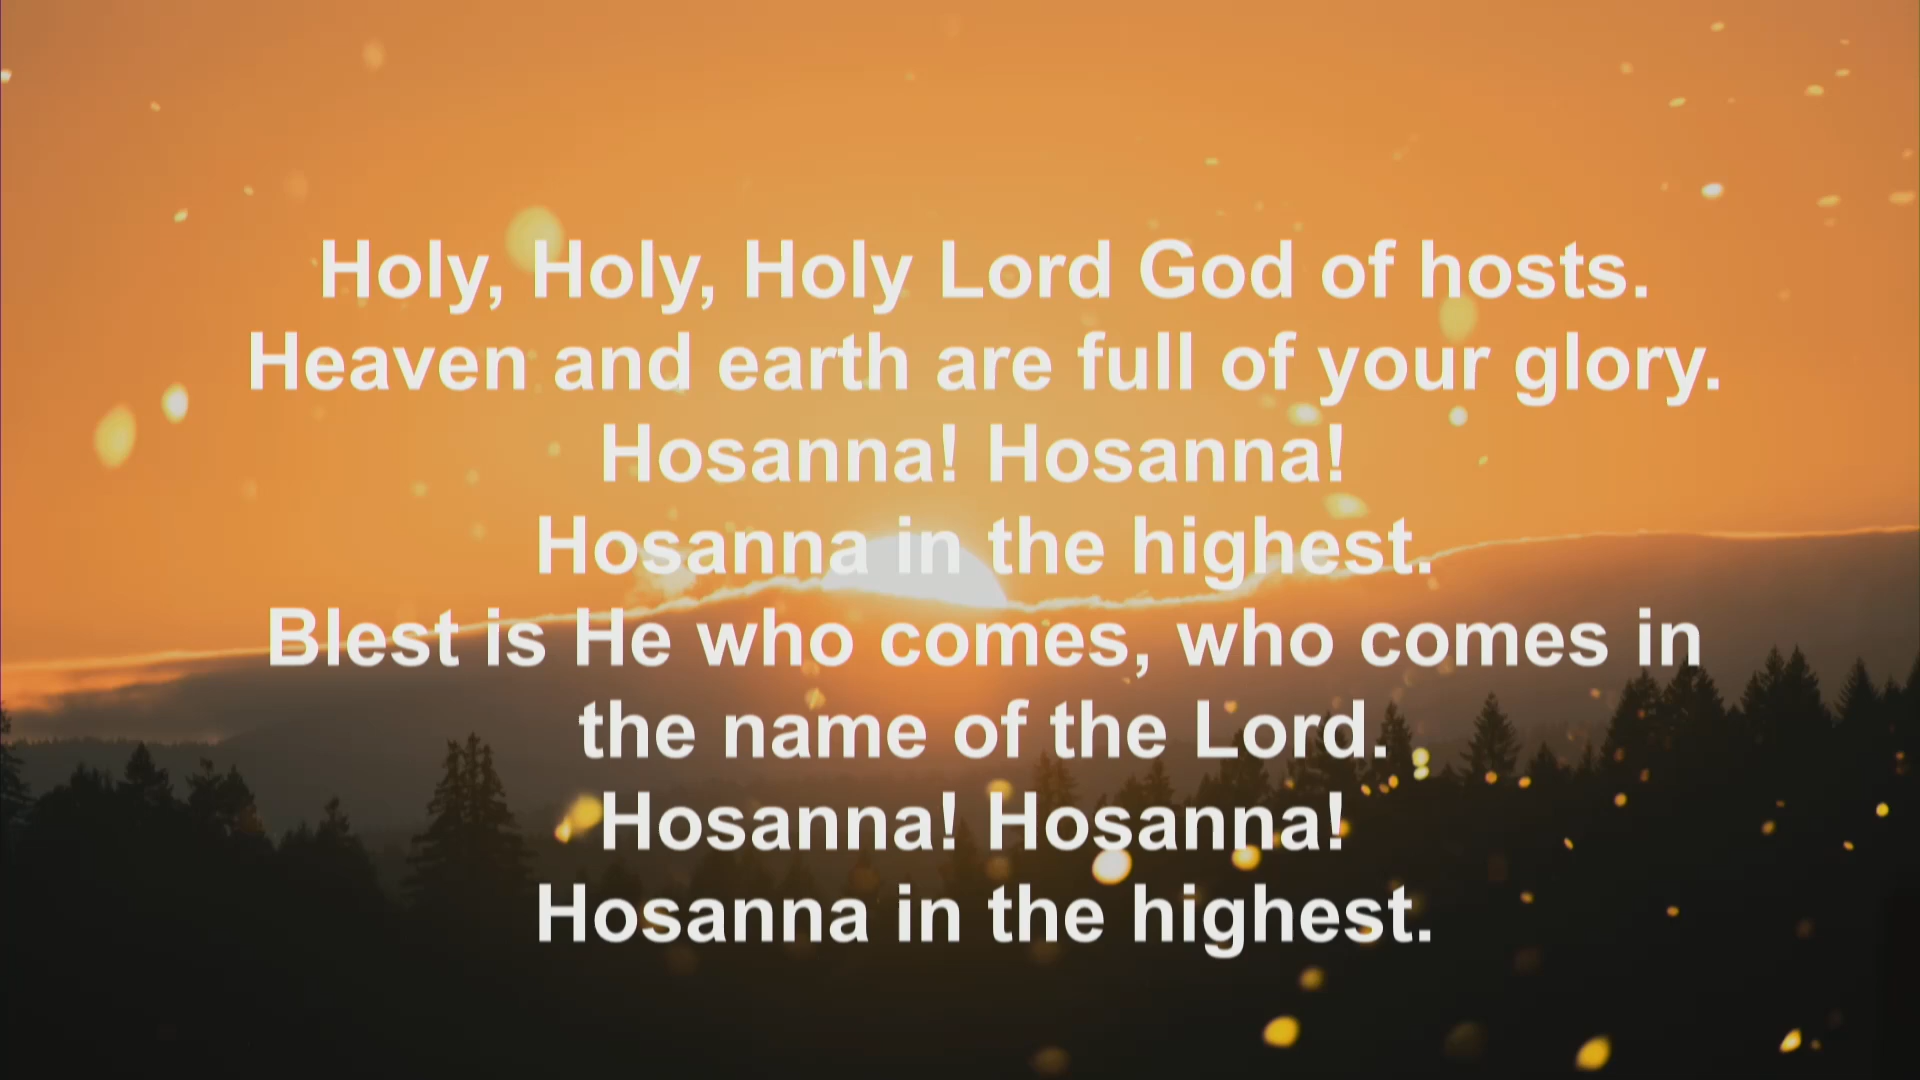 Holy, Holy, Holy Lord God of hosts.
Heaven and earth are full of your glory.
Hosanna! Hosanna!
Hosanna in the highest.
Blest is He who comes, who comes in
the name of the Lord.
Hosanna! Hosanna!
Hosanna in the highest.